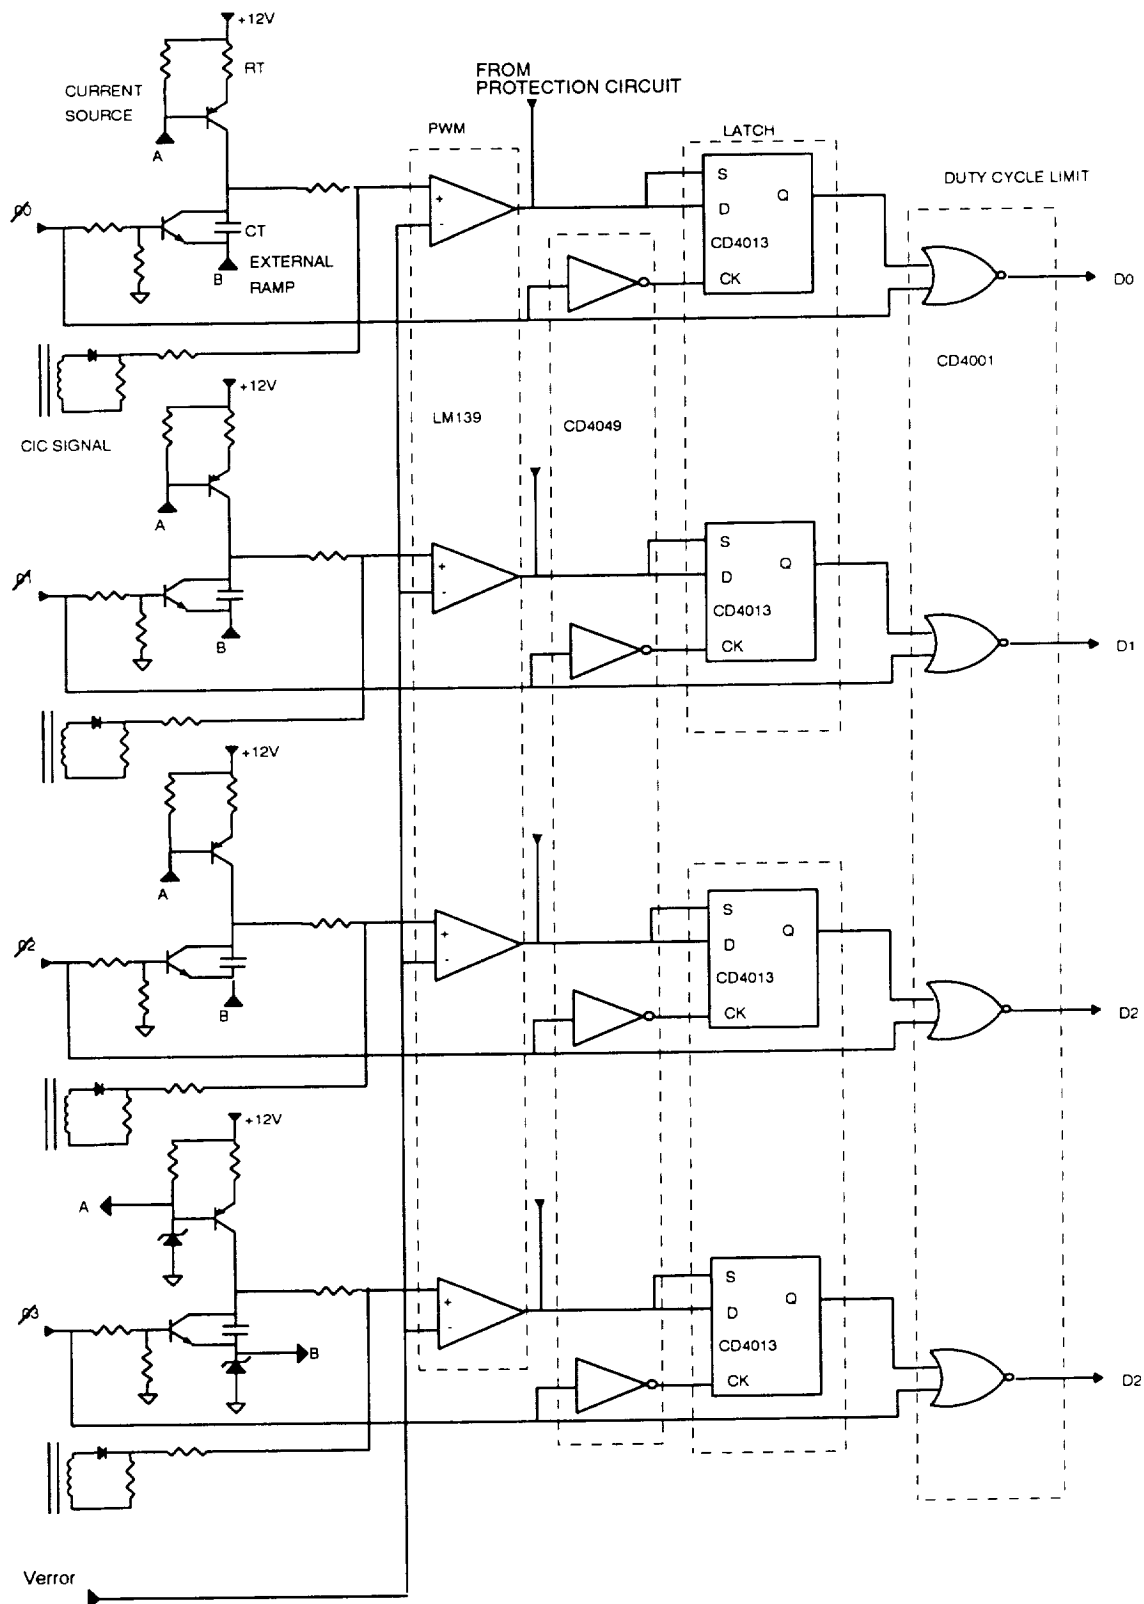 +12V
RT
CURRENT
SOURCE
A
FROM
PROTECTION CIRCUIT
PWM
LATCH
DUTY CYCLE LIMIT
S
D
Q
CD4013
CK
+
-
ø0
CT
B
EXTERNAL
RAMP
D0
CD4001
+12V
LM139
CD4049
CIC SIGNAL
A
S
D
Q
CD4013
CK
+
-
ø1
B
D1
+12V
A
S
D
Q
CD4013
CK
+
-
ø2
B
D2
+12V
A
S
D
Q
CD4013
CK
+
-
ø3
B
D2
Verror